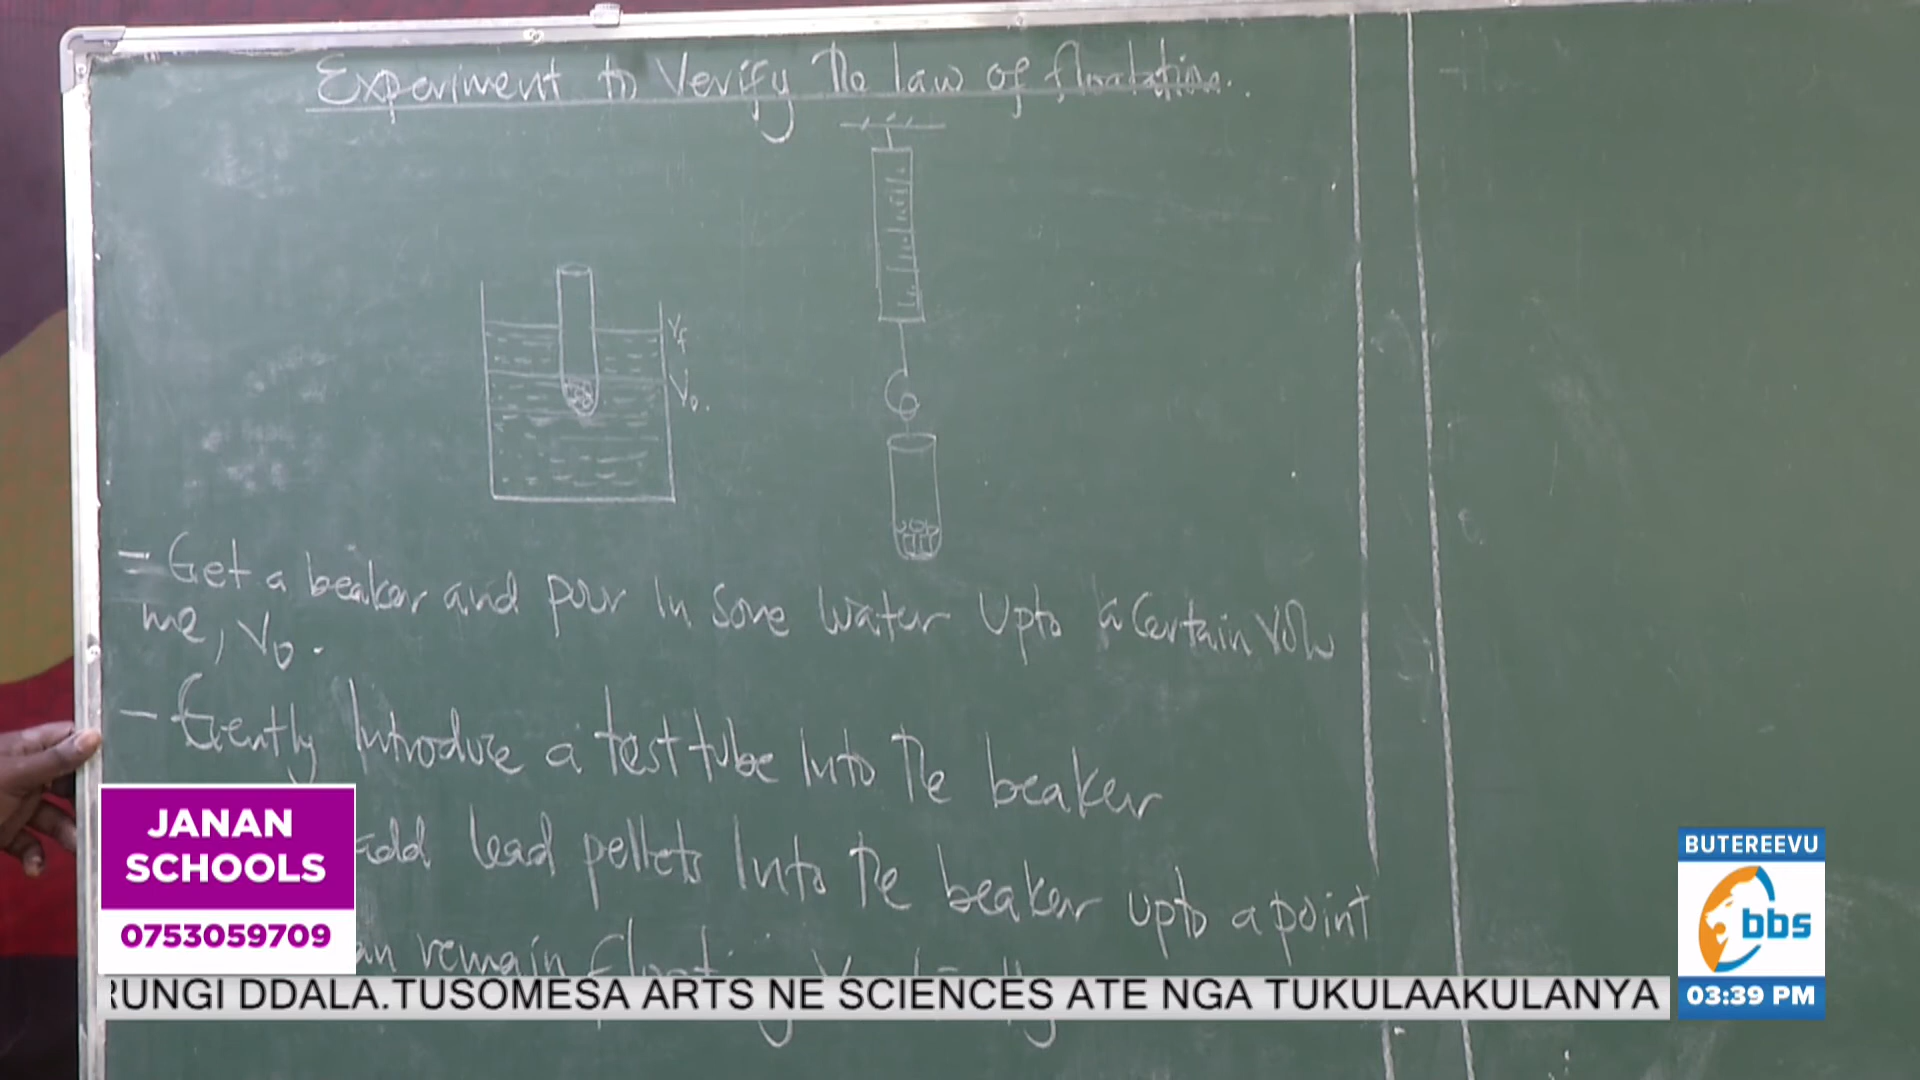 Experiment to Verify the law of floatation.
Vf
Vo.
- Get a beaker and pour in some water upto a certain volu
me, Vo.
- Gently Introduce a test tube into the beaker
add lead pellets into the beaker upto a point
an remain
JANAN
SCHOOLS
0753059709
BUTEREEVU
bbs
03:39 PM
RUNGI DDALA.TUSOMESA ARTS NE SCIENCES ATE NGA TUKULAAKULANYA